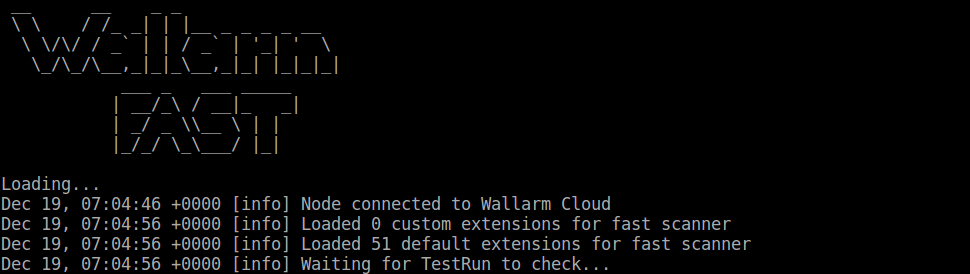 Wallarm
FAST
Loading...
Dec 19, 07:04:46 +0000 [info] Node connected to Wallarm Cloud
Dec 19, 07:04:56 +0000 [info] Loaded 0 custom extensions for fast scanner
Dec 19, 07:04:56 +0000 [info] Loaded 51 default extensions for fast scanner
Dec 19, 07:04:56 +0000 [info] Waiting for TestRun to check...